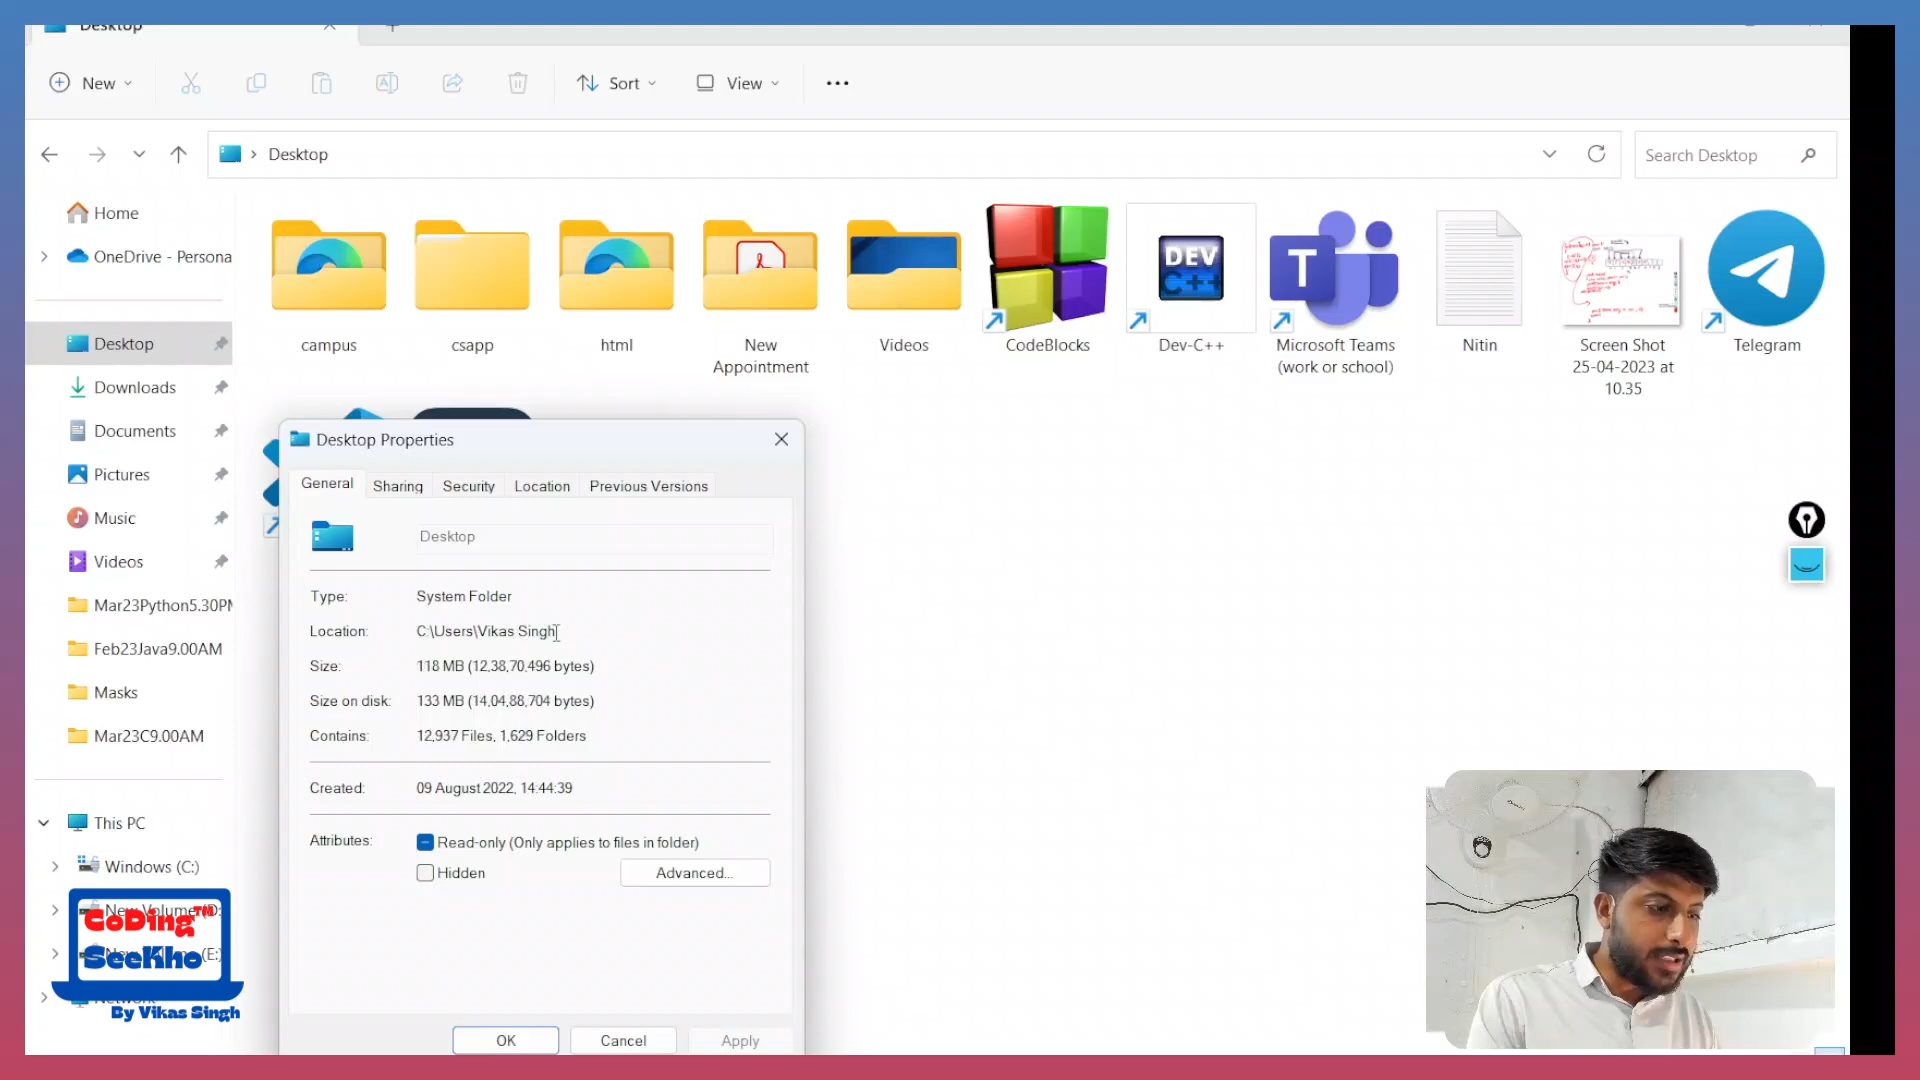 Desktop
New
Sort
View
Desktop
Search Desktop
Home
OneDrive - Persona
Desktop
Downloads
Documents
Pictures
Music
Videos
Mar23Python5.30PM
Feb23Java9.00AM
Masks
Mar23C9.00AM
This PC
Windows (C:)
New Volume (D:
New Volume (E:
Network
campus
csapp
html
New
Appointment
Videos
CodeBlocks
DEV
C++
Dev-C++
T
Microsoft Teams
(work or school)
Nitin
Screen Shot
25-04-2023 at
10.35
Telegram
Desktop Properties
General
Sharing
Security
Location
Previous Versions
Desktop
Type: System Folder
Location: C:\Users\Vikas Singh
Size: 118 MB (12,38,70,496 bytes)
Size on disk: 133 MB (14,04,88,704 bytes)
Contains: 12,937 Files, 1,629 Folders
Created: 09 August 2022, 14:44:39
Attributes: Read-only (Only applies to files in folder)
Hidden
Advanced...
OK
Cancel
Apply
CoDing™
SeeKho
By Vikas Singh